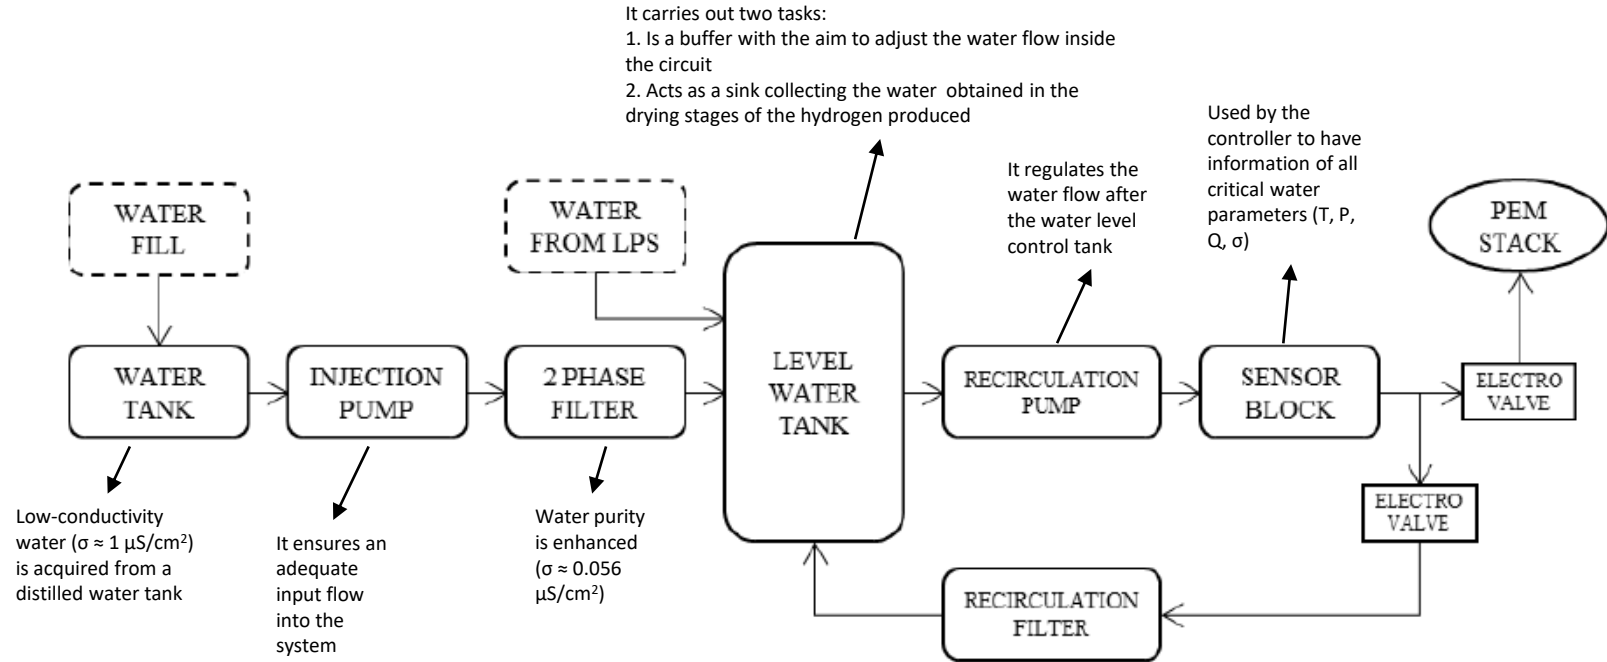 It carries out two tasks:
1. Is a buffer with the aim to adjust the water flow inside
the circuit
2. Acts as a sink collecting the water obtained in the
drying stages of the hydrogen produced
Used by the
controller to have
information of all
critical water
parameters (T, P,
Q, σ)
It regulates the
water flow after
the water level
control tank
WATER
FILL
WATER
FROM LPS
PEM
STACK
WATER
TANK
INJECTION
PUMP
2 PHASE
FILTER
LEVEL
WATER
TANK
RECIRCULATION
PUMP
SENSOR
BLOCK
ELECTRO
VALVE
ELECTRO
VALVE
Low-conductivity
water (σ ≈ 1 µS/cm²)
is acquired from a
distilled water tank
It ensures an
adequate
input flow
into the
system
Water purity
is enhanced
(σ ≈ 0.056
µS/cm²)
RECIRCULATION
FILTER